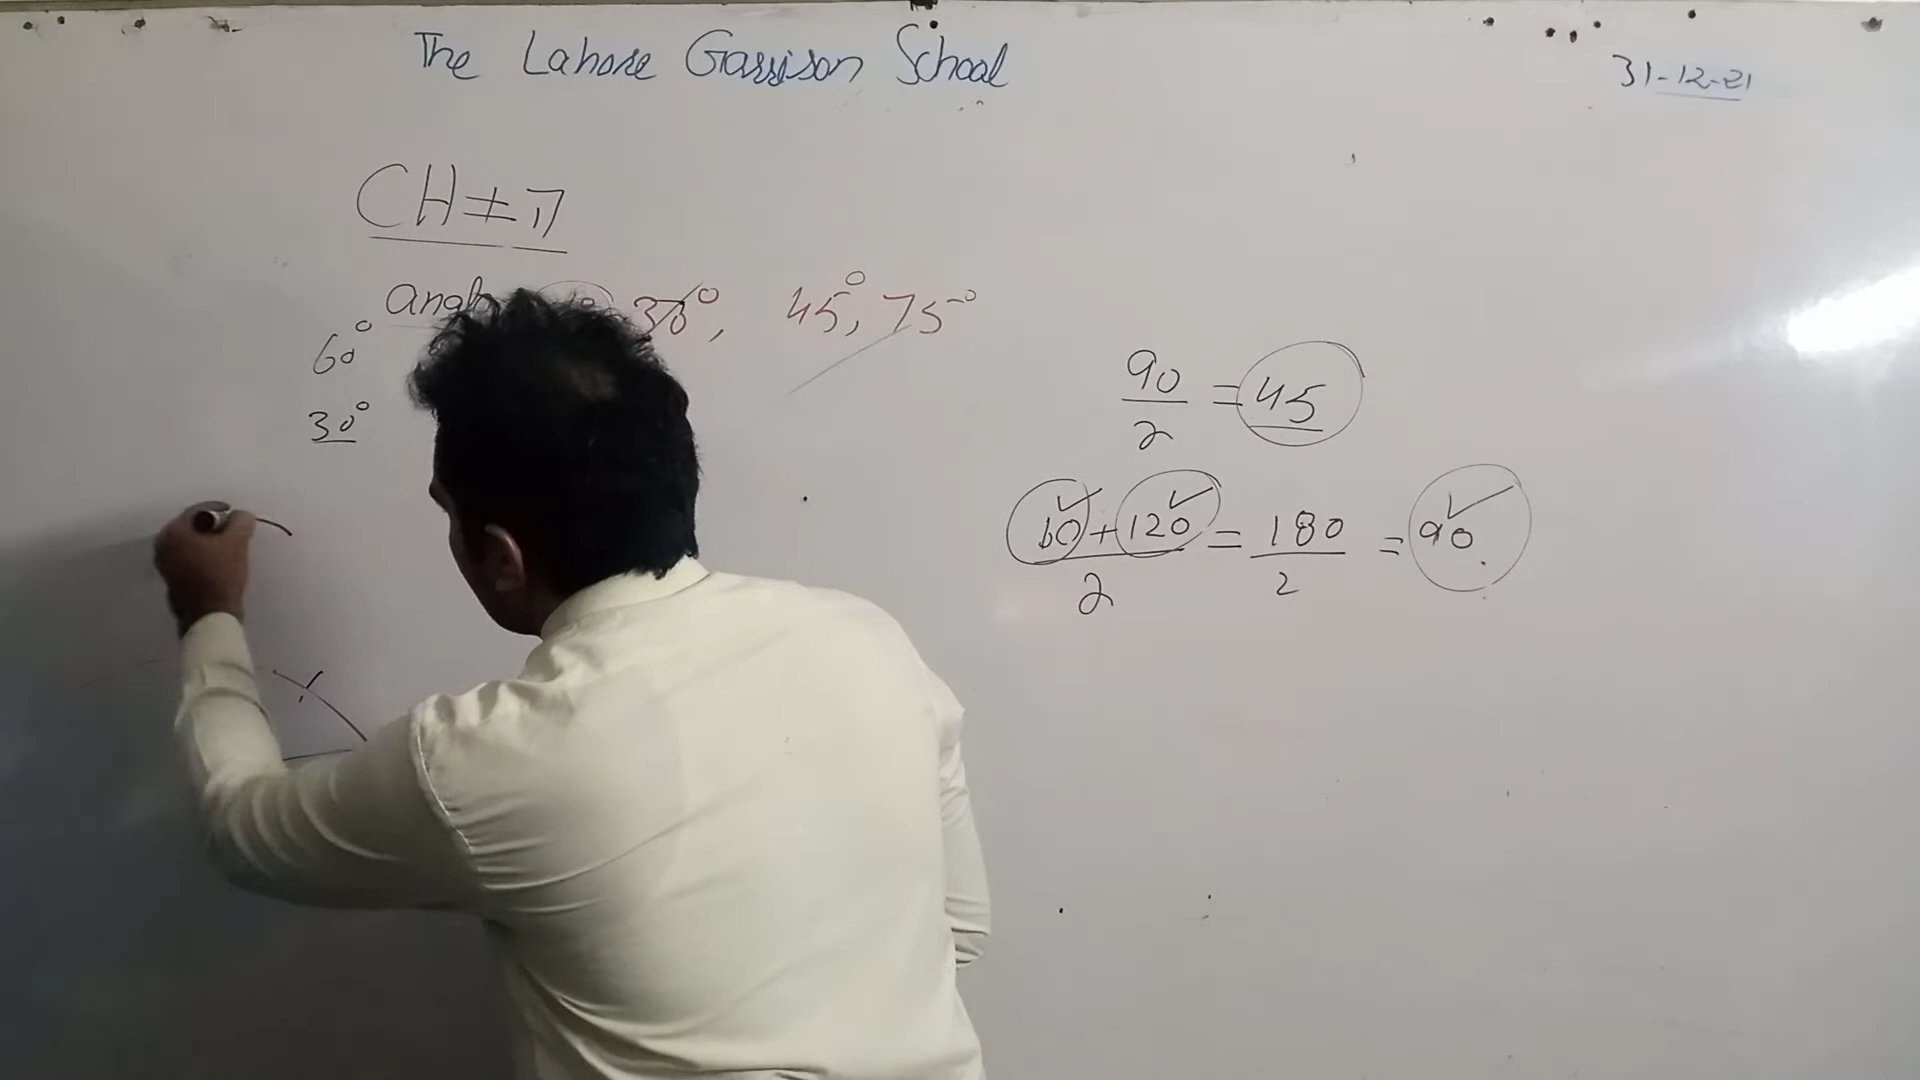 The Lahore Garrison School
31-12-21
CH # 7
30°, 45°, 75°
60°
30°
90/2 = 45
60+120/2 = 180/2 = 90